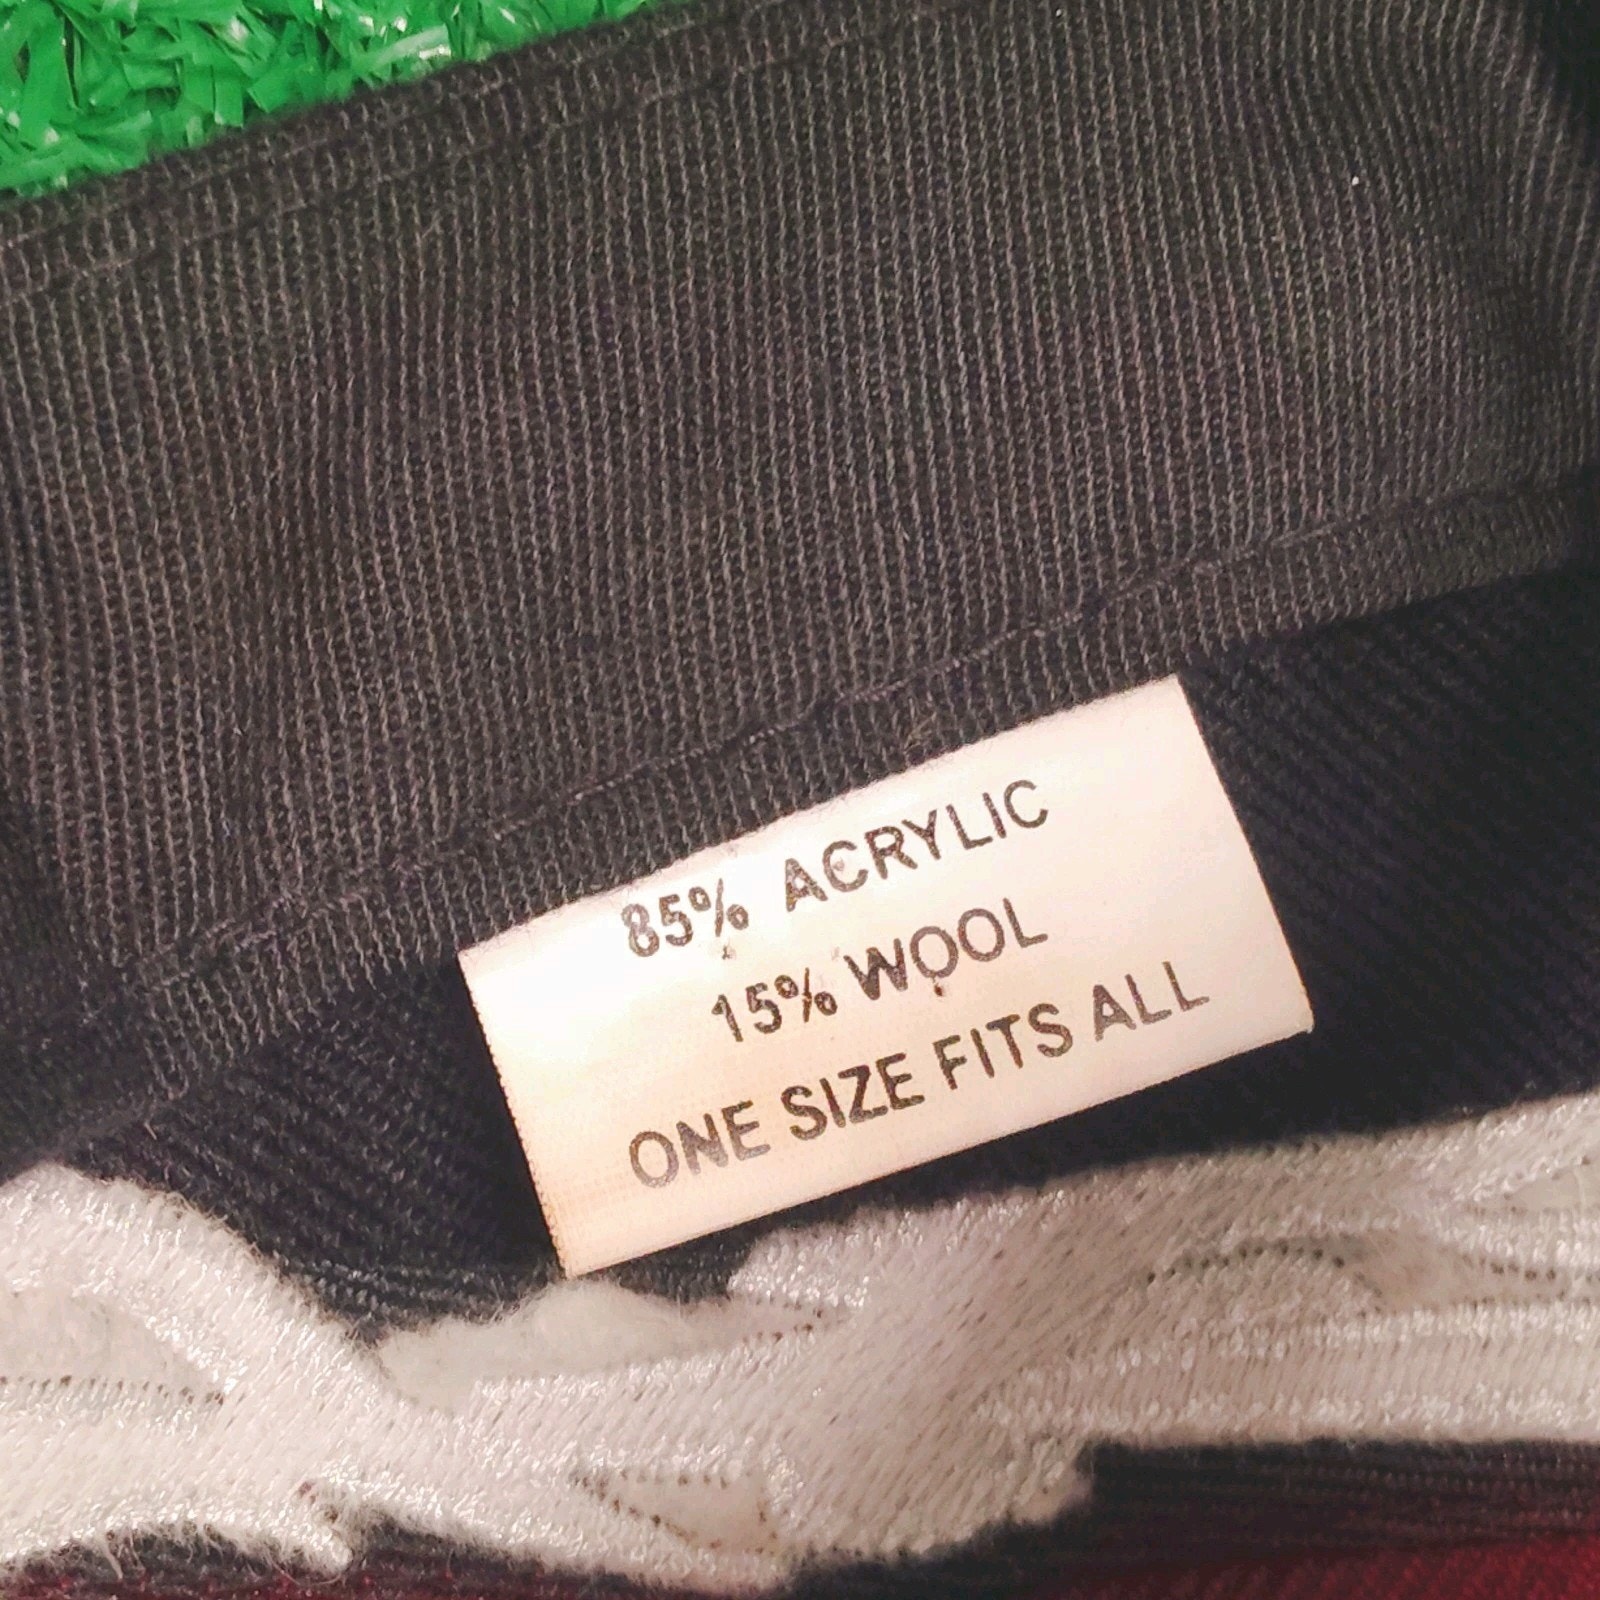 85% ACRYLIC
15% WOOL
ONE SIZE FITS ALL